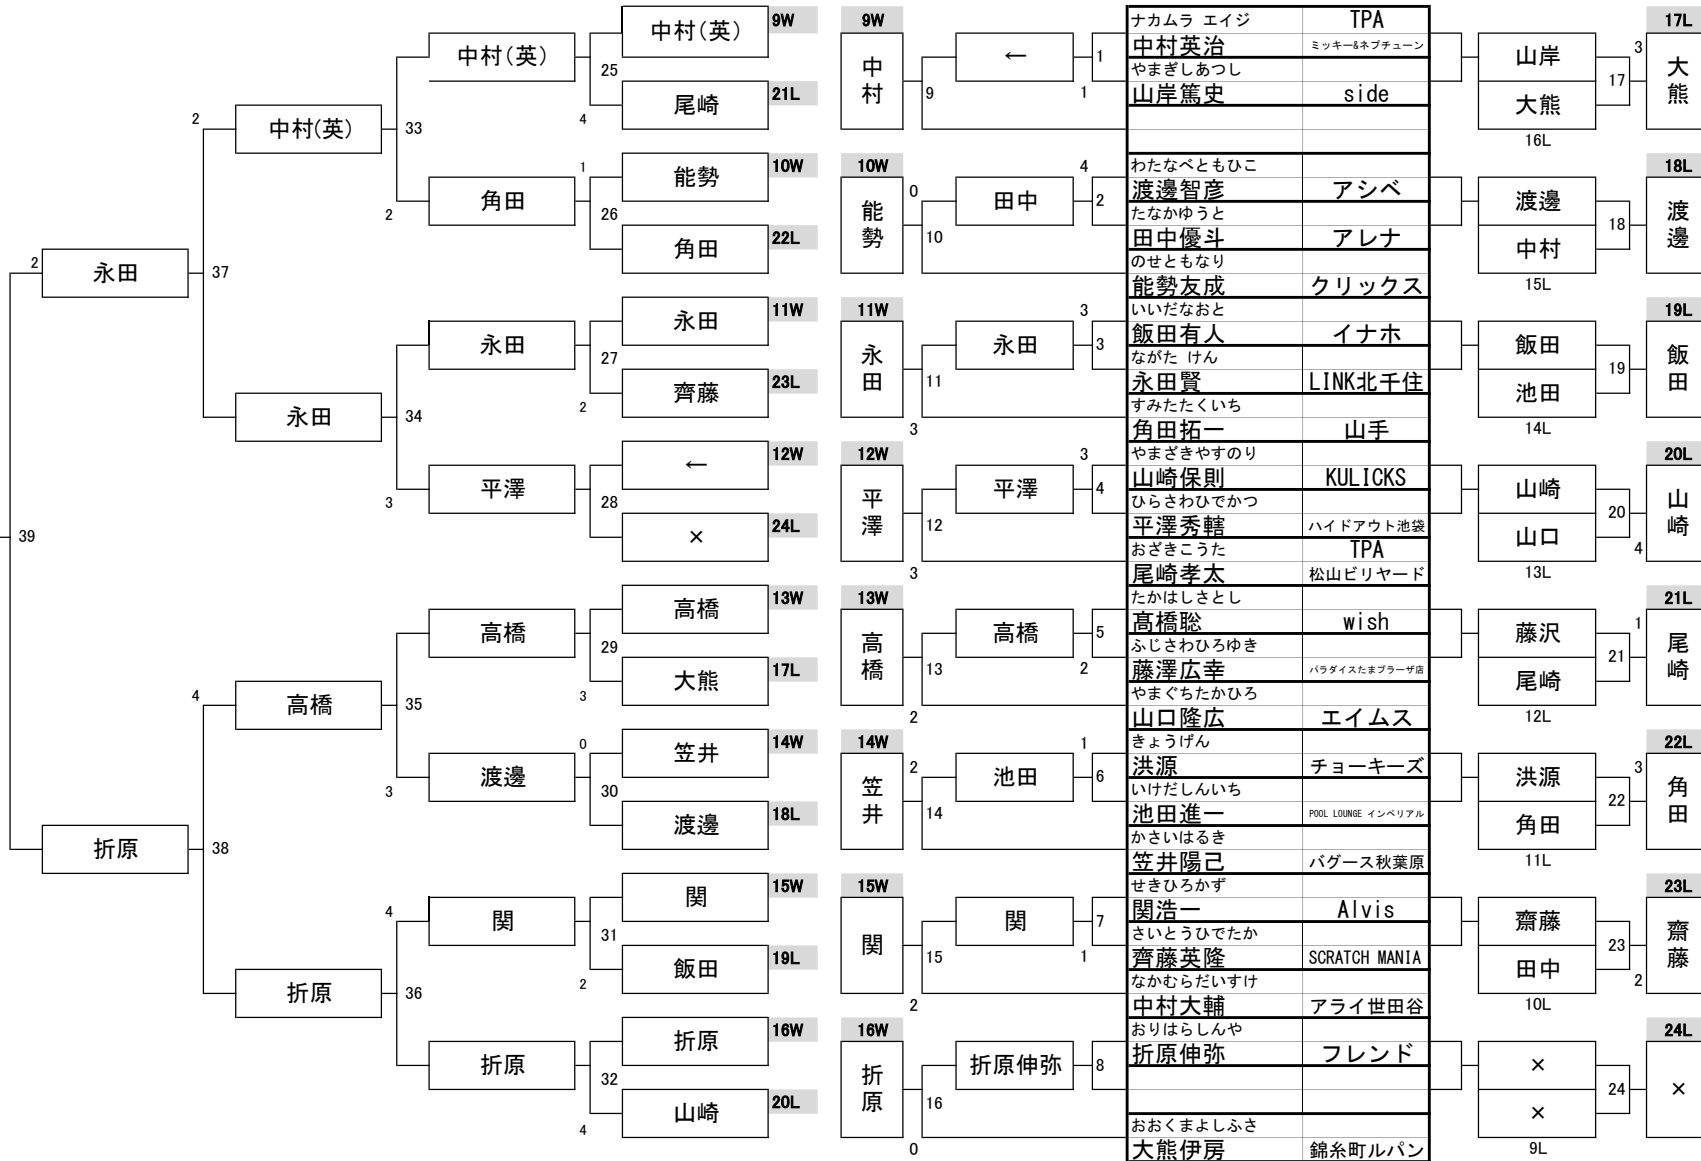 9W
中村(英)
中村(英)
25
尾崎
21L
4
2
中村(英)
33
10W
1
能勢
角田
26
2
角田
22L
2
永田
37
11W
永田
永田
27
齊藤
23L
2
永田
34
12W
←
平澤
28
3
×
24L
39
13W
高橋
高橋
29
大熊
17L
3
4
高橋
35
14W
0
笠井
渡邊
30
3
渡邊
18L
折原
38
15W
関
4
関
31
飯田
19L
2
折原
36
16W
折原
折原
32
山崎
20L
4
9W
中村
9
←
1
1
10W
能勢
0
10
田中
4
2
11W
永田
11
3
永田
3
3
12W
平澤
12
3
平澤
3
4
13W
高橋
13
2
高橋
5
2
14W
笠井
2
14
池田
1
6
15W
関
15
2
関
7
1
16W
折原
16
0
折原伸弥
8
ナカムラ エイジ TPA
中村英治 ミッキー&ネプチューン
やまぎしあつし
山岸篤史 side
わたなべともひこ
渡邊智彦 アシベ
たなかゆうと
田中優斗 アレナ
のせともなり
能勢友成 クリックス
いいだなおと
飯田有人 イナホ
ながた けん
永田賢 LINK北千住
すみたたくいち
角田拓一 山手
やまざきやすのり
山崎保則 KULICKS
ひらさわひでかつ
平澤秀轄 ハイドアウト池袋
おざきこうた TPA
尾崎孝太 松山ビリヤード
たかはしさとし
髙橋聡 wish
ふじさわひろゆき
藤澤広幸 パラダイスたまプラーザ店
やまぐちたかひろ
山口隆広 エイムス
きょうげん
洪源 チョーキーズ
いけだしんいち
池田進一 POOL LOUNGE インペリアル
かさいはるき
笠井陽己 バグース秋葉原
せきひろかず
関浩一 Alvis
さいとうひでたか
齊藤英隆 SCRATCH MANIA
なかむらだいすけ
中村大輔 アライ世田谷
おりはらしんや
折原伸弥 フレンド
おおくまよしふさ
大熊伊房 錦糸町ルパン
山岸
大熊
16L
17
17L
3
大熊
渡邊
中村
15L
18
18L
渡邊
飯田
池田
14L
19
19L
飯田
山崎
山口
13L
20
20L
山崎
4
藤沢
尾崎
12L
21
21L
1
尾崎
洪源
角田
11L
22
22L
3
角田
齋藤
田中
10L
23
23L
齋藤
2
×
×
9L
24
24L
×